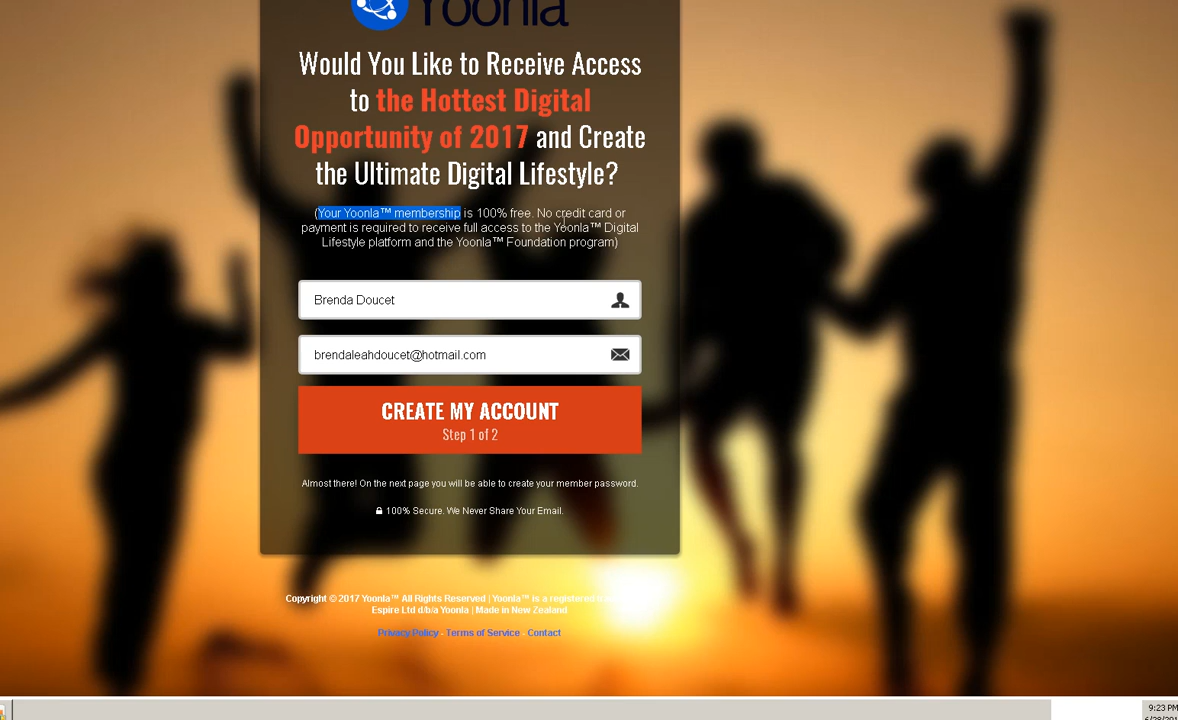 Yoonla
Would You Like to Receive Access
to the Hottest Digital
Opportunity of 2017 and Create
the Ultimate Digital Lifestyle?
(Your Yoonla™ membership is 100% free. No credit card or
payment is required to receive full access to the Yoonla™ Digital
Lifestyle platform and the Yoonla™ Foundation program)
Brenda Doucet
brendaleahdoucet@hotmail.com
CREATE MY ACCOUNT
Step 1 of 2
Almost there! On the next page you will be able to create your member password.
100% Secure. We Never Share Your Email.
Copyright © 2017 Yoonla™ All Rights Reserved | Yoonla™ is a registered
Espire Ltd d/b/a Yoonla | Made in New Zealand
Privacy Policy - Terms of Service - Contact
9:23 PM